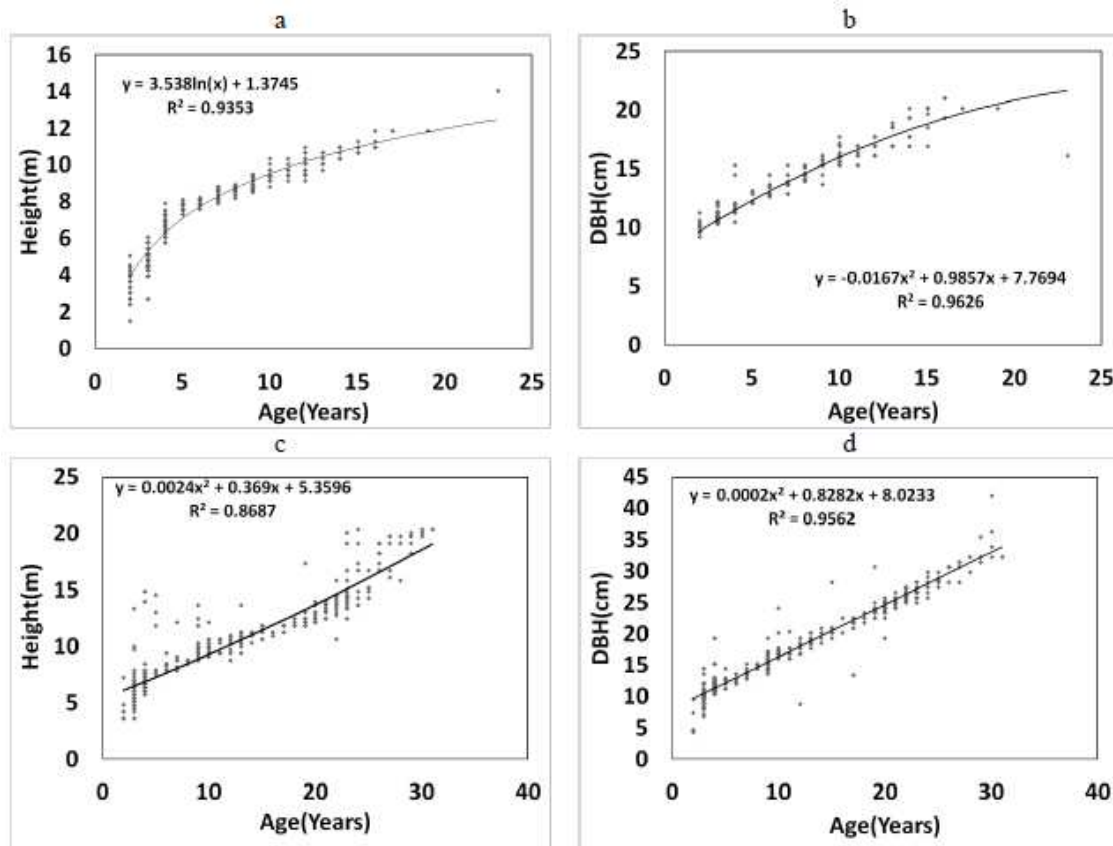 a
16
14
12
10
8
6
4
2
0
Height(m)
y = 3.538ln(x) + 1.3745
R² = 0.9353
0 5 10 15 20 25
Age(Years)
b
25
20
15
10
5
0
DBH(cm)
y = -0.0167x² + 0.9857x + 7.7694
R² = 0.9626
0 5 10 15 20 25
Age(Years)
c
25
20
15
10
5
0
Height(m)
y = 0.0024x² + 0.369x + 5.3596
R² = 0.8687
0 10 20 30 40
Age(Years)
d
45
40
35
30
25
20
15
10
5
0
DBH(cm)
y = 0.0002x² + 0.8282x + 8.0233
R² = 0.9562
0 10 20 30 40
Age(Years)